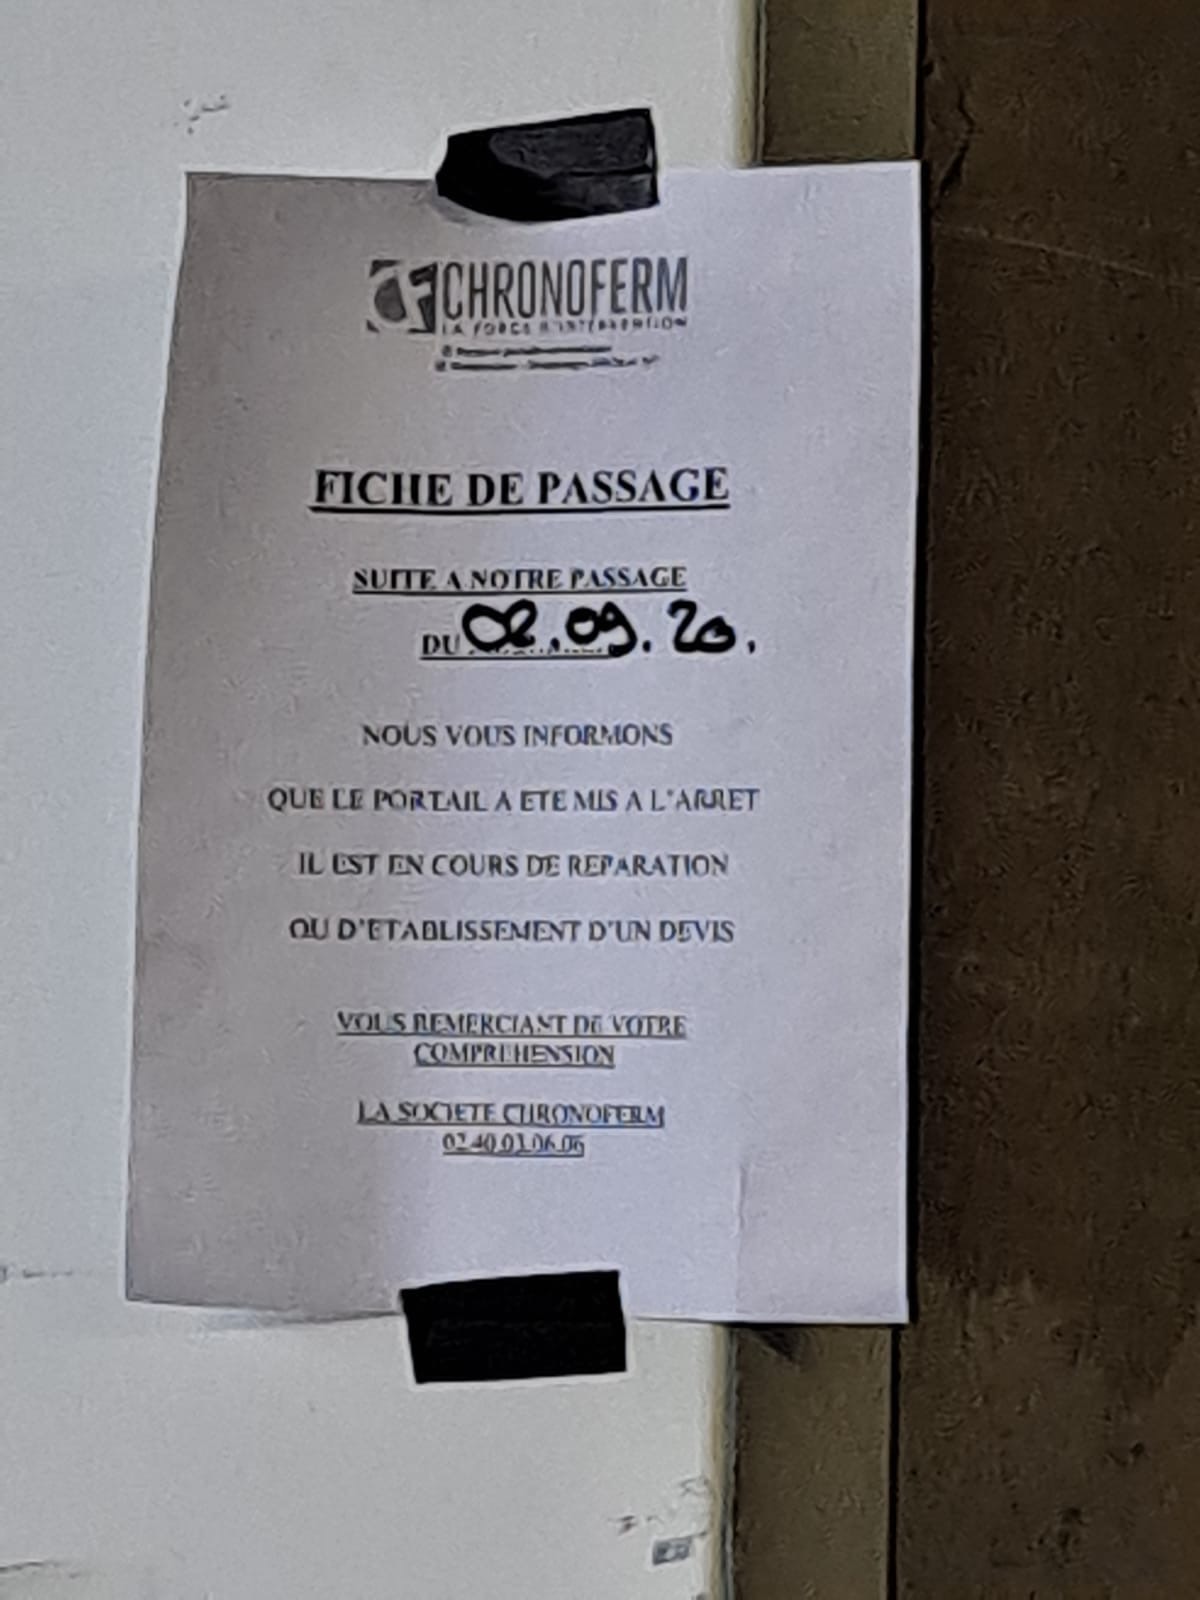 CF CHRONOFERM
LA FORCE D'INTERVENTION
FICHE DE PASSAGE
SUITE A NOTRE PASSAGE
DU 02.09.20.
NOUS VOUS INFORMONS
QUE LE PORTAIL A ETE MIS A L'ARRET
IL EST EN COURS DE REPARATION
OU D'ETABLISSEMENT D'UN DEVIS
VOUS REMERCIANT DE VOTRE
COMPREHENSION
LA SOCIETE CHRONOFERM
02.40.03.06.06